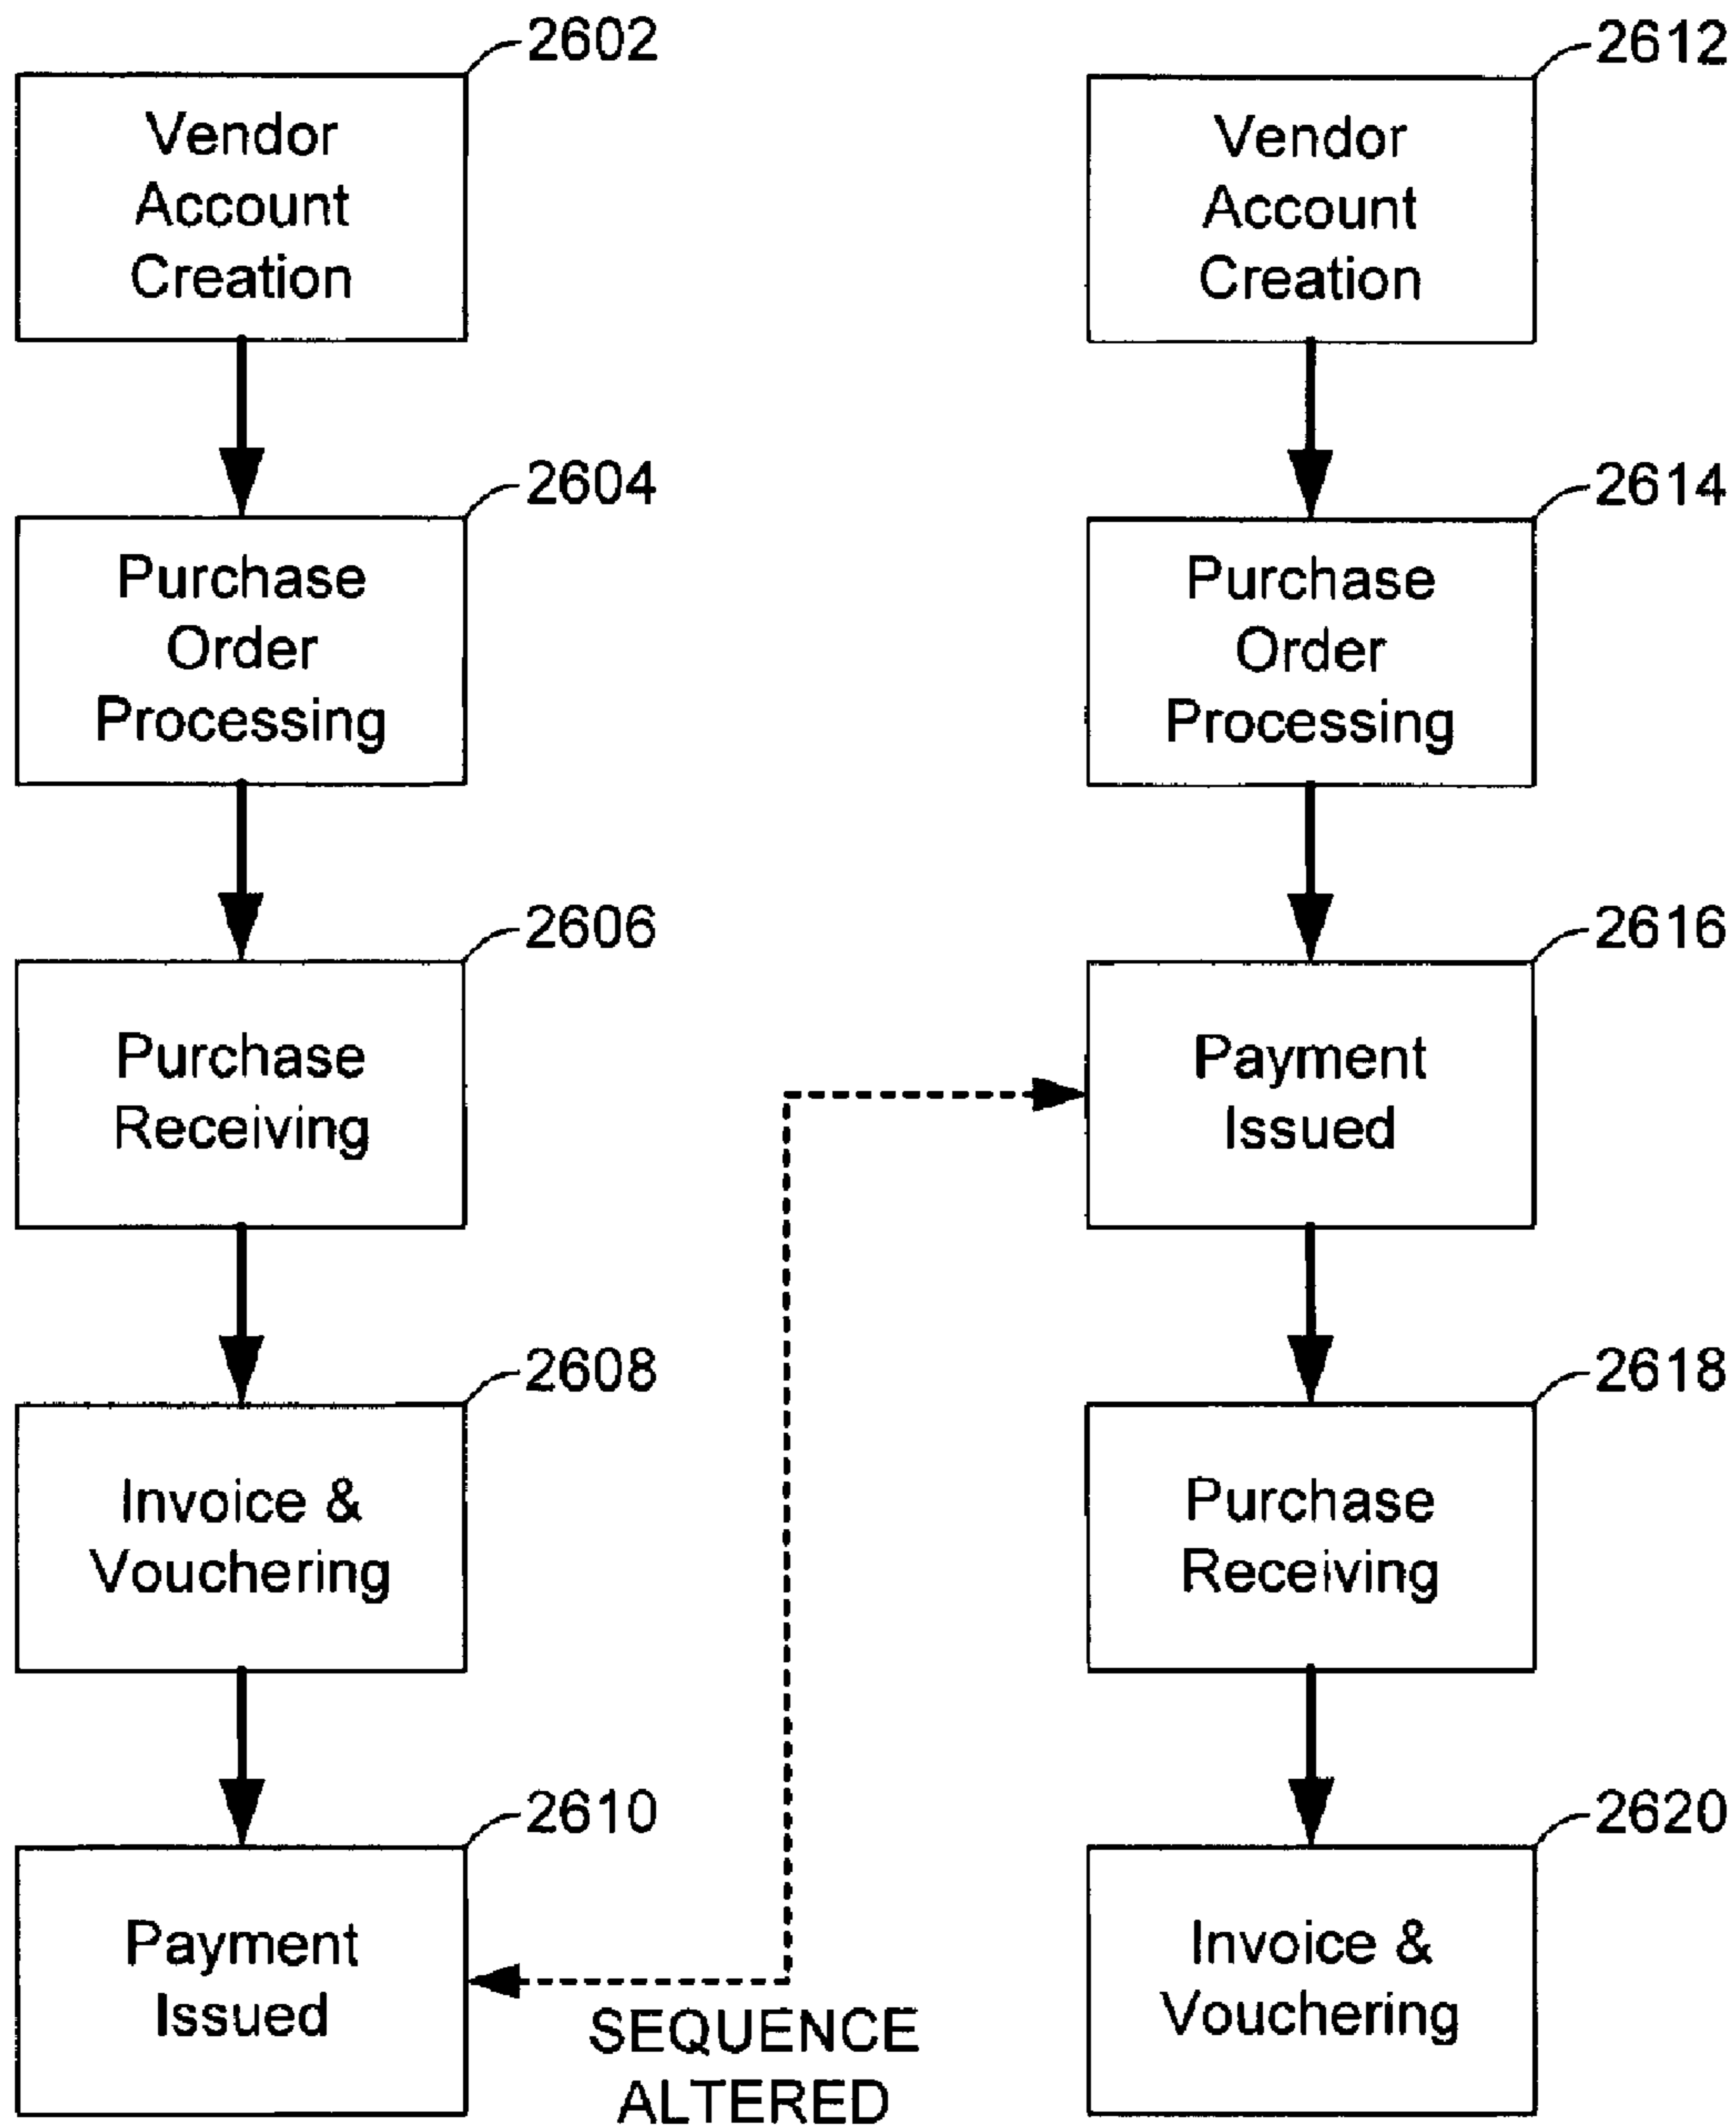 2602
Vendor
Account
Creation
2604
Purchase
Order
Processing
2606
Purchase
Receiving
2608
Invoice &
Vouchering
2610
Payment
Issued
SEQUENCE
ALTERED
2612
Vendor
Account
Creation
2614
Purchase
Order
Processing
2616
Payment
Issued
2618
Purchase
Receiving
2620
Invoice &
Vouchering